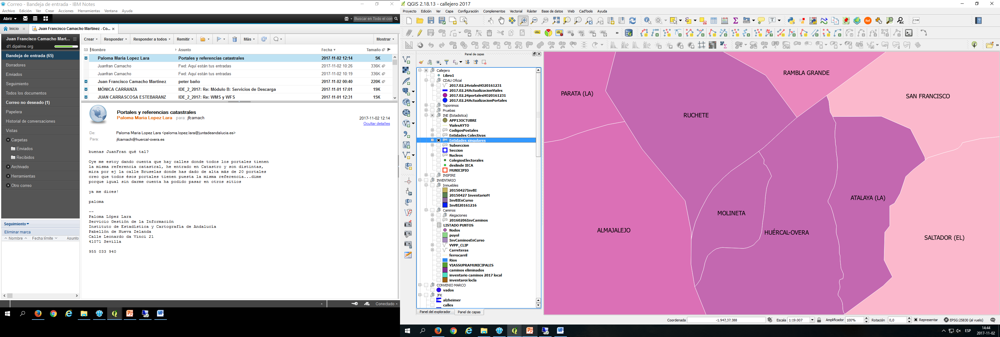 Correo - Bandeja de entrada - IBM Notes
Archivo Edición Ver Crear Acciones Herramientas Ventana Ayuda
Abrir
Buscar en Todo el corr
Inicio
Juan Francisco Camacho Martinez - Co...
Juan Francisco Camacho Mart...
d1.dipalme.org
Bandeja de entrada (65)
Borradores
Enviados
Seguimiento
Todos los documentos
Correo no deseado (1)
Papelera
Historial de conversaciones
Vistas
Carpetas
Enviados
Recibidos
Archivado
Herramientas
Otro correo
Seguimiento
Eliminar marca
Nombre Fecha límite Asunto
Crear Responder Responder a todos Remitir Más Mostrar
! Nombre Asunto Fecha Tamaño
Paloma Maria Lopez Lara Portales y referencias catastrales 2017-11-02 12:14 5K
Juanfran Camacho Fwd: Aquí están tus entradas 2017-11-02 10:26 336K
Juanfran Camacho Fwd: Aquí están tus entradas 2017-11-02 10:19 336K
Juan Francisco Camacho Martinez peter baño 2017-11-02 00:40 220K
MÓNICA CARRANZA IDE_2_2017: Re: Módulo B: Servicios de Descarga 2017-11-01 17:01 19K
JUAN CARRASCOSA ESTEBARANZ IDE_2_2017: Re: WMS y WFS 2017-11-01 12:31 15K
Portales y referencias catastrales
Paloma Maria Lopez Lara para: jfcamach
2017-11-02 12:14
Ocultar detalles
De: Paloma Maria Lopez Lara <paloma.lopez.lara@juntadeandalucia.es>
Para: jfcamach@huercal-overa.es
buenas JuanFran qué tal?
Oye me estoy dando cuenta que hay calles donde todos los portales tienen
la misma referencia catastral, he entrado en Catastro y son distintas,
mira por ej la calle Bruselas donde has dado de alta más de 20 portales
creo que todos ésos portales tienen puesta la misma referencia...dime
porque igual sin darme cuenta ha podido pasar en otros sitios
ya me dices!
paloma
--
Paloma López Lara
Servicio Gestión de la Información
Instituto de Estadística y Cartografía de Andalucía
Pabellón de Nueva Zelanda
Calle Leonardo da Vinci 21
41071 Sevilla
955 033 940
Conectado
QGIS 2.18.13 - callejero 2017
Proyecto Edición Ver Capa Configuración Complementos Vectorial Ráster Base de datos Web CadTools Ayuda
Panel de capas
Callejero
Libro1
CDAU Oficial
2017.02.24vialesHO20161231
2017.02.24ActualizacionViales
2017.02.24portalesHO20161231
2017.02.24ActualizacionPortales
Toponimos
Pruebas
INE (Estadistica)
APP13OCTUBRE
VialesAYTO
CodigosPostales
Entidades Colectivas
Entidades singulares
Subseccion
Seccion
Nucleos
ColegiosElectorales
deslinde IECA
MUNICIPIO
INSPIRE
INVENTARIO
Inmuebles
20150427InvBI
20150427 InventarioM
InvBIEnCurso
InvBI20161216
Caminos
Alegaciones
20160206InvCaminos
LISTADO PUNTOS
Nodos
puyol
InvCaminosEnCurso
VVPP_CLIP
Carreteras
ferrocarril
Rios
VIASSUPRAMUNICIPALES
caminos eliminados
inventario caminos 2017 local
inventaroi locla
CONVENIO MARCO
vados
JFK
alzheimer
calles
Panel del explorador Panel de capas
RAMBLA GRANDE
PARATA (LA)
SAN FRANCISCO
RUCHETE
ATALAYA (LA)
MOLINETA
ALMAJALEJO
HUÉRCAL-OVERA
SALTADOR (EL)
Coordenada -1.947,37.388 Escala 1:19.007 Amplificador 100% Rotación 0,0 Representar EPSG:25830 (al vuelo)
ESP
14:44
2017-11-02